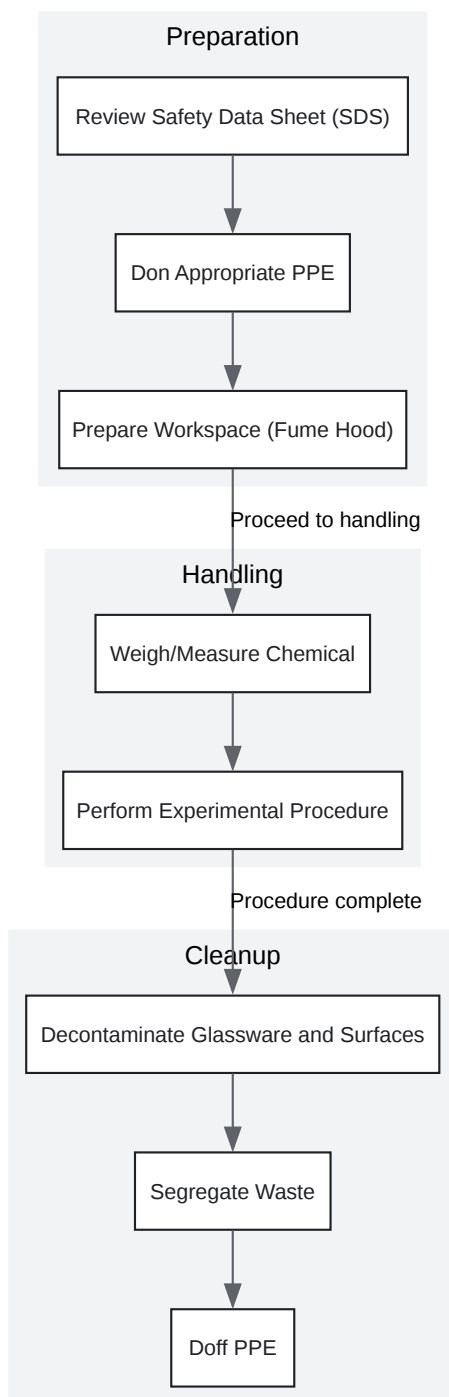 Preparation
Review Safety Data Sheet (SDS)
Don Appropriate PPE
Prepare Workspace (Fume Hood)
Proceed to handling
Handling
Weigh/Measure Chemical
Perform Experimental Procedure
Procedure complete
Cleanup
Decontaminate Glassware and Surfaces
Segregate Waste
Doff PPE